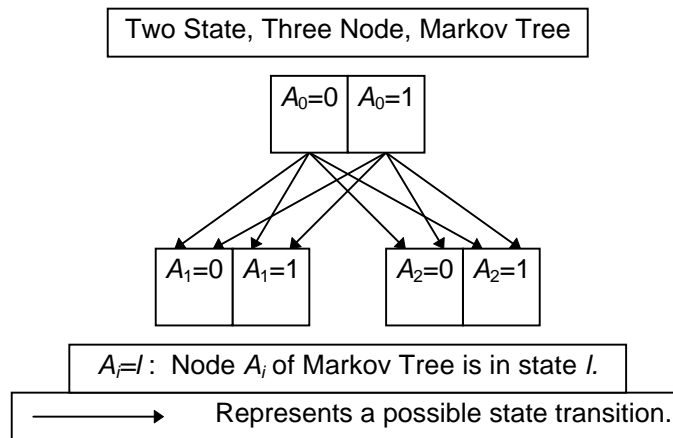 Two State, Three Node, Markov Tree
A₀=0 A₀=1
A₁=0 A₁=1 A₂=0 A₂=1
Aᵢ=l : Node Aᵢ of Markov Tree is in state l.
Represents a possible state transition.